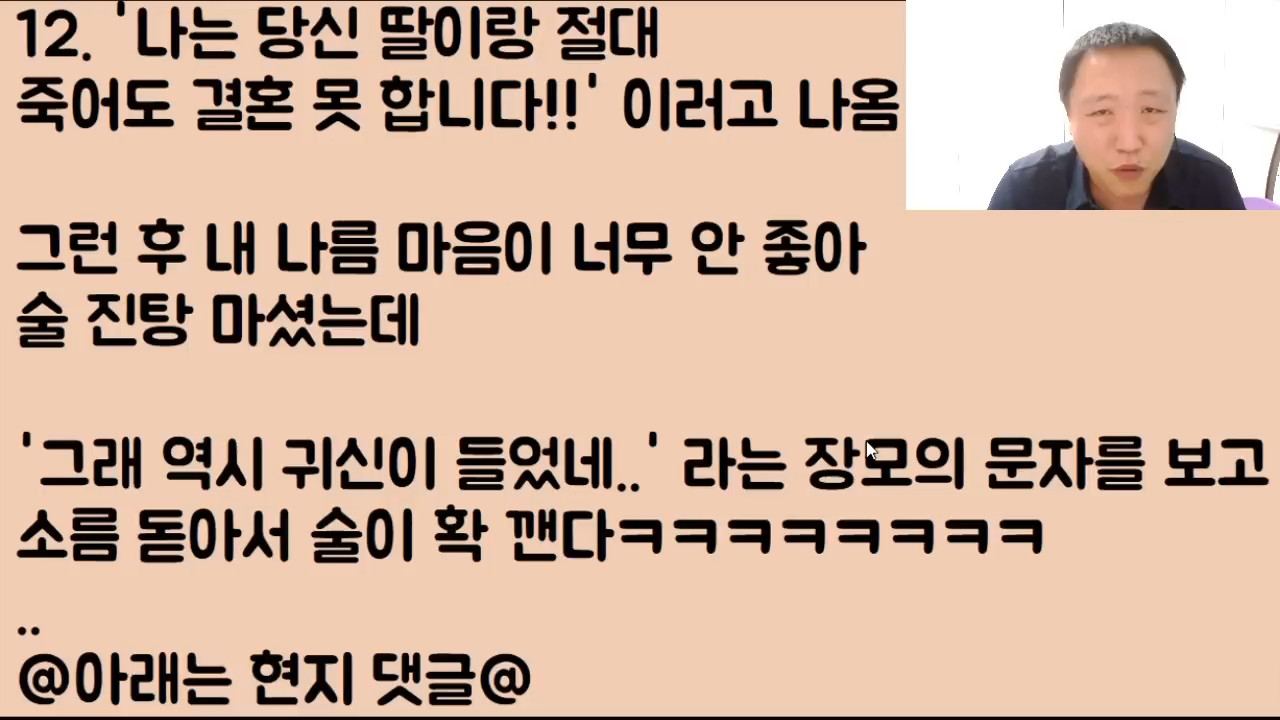 12. '나는 당신 딸이랑 절대
죽어도 결혼 못 합니다!!' 이러고 나옴
그런 후 내 나름 마음이 너무 안 좋아
술 진탕 마셨는데
'그래 역시 귀신이 들었네..' 라는 장모의 문자를 보고
소름 돋아서 술이 확 깬다ㅋㅋㅋㅋㅋㅋㅋㅋ
..
@아래는 현지 댓글@